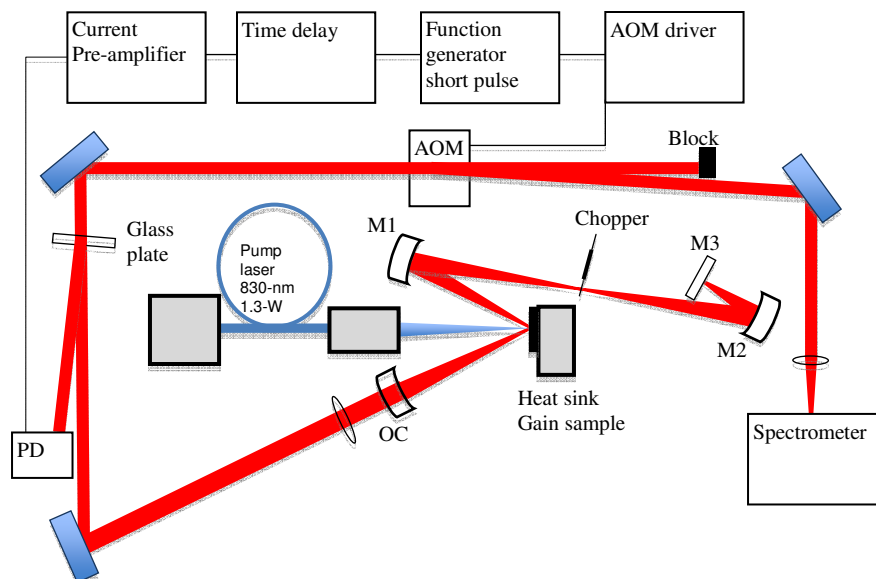 Current
Pre-amplifier
Time delay
Function
generator
short pulse
AOM driver
AOM
Block
Glass
plate
Pump
laser
830-nm
1.3-W
M1
Chopper
M3
M2
OC
Heat sink
Gain sample
PD
Spectrometer